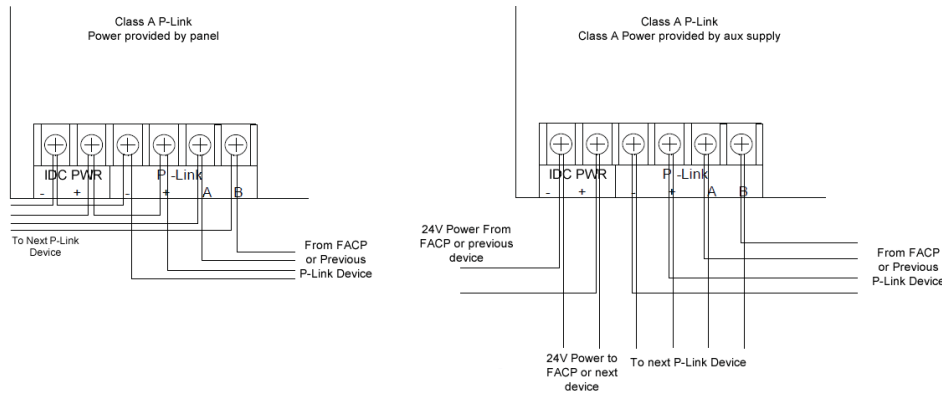 Class A P-Link
Power provided by panel
IDC PWR P -Link
- + - + A B
To Next P-Link
Device
From FACP
or Previous
P-Link Device
Class A P-Link
Class A Power provided by aux supply
IDC PWR P -Link
- + - + A B
24V Power From
FACP or previous
device
From FACP
or Previous
P-Link Device
24V Power to
FACP or next
device
To next P-Link Device